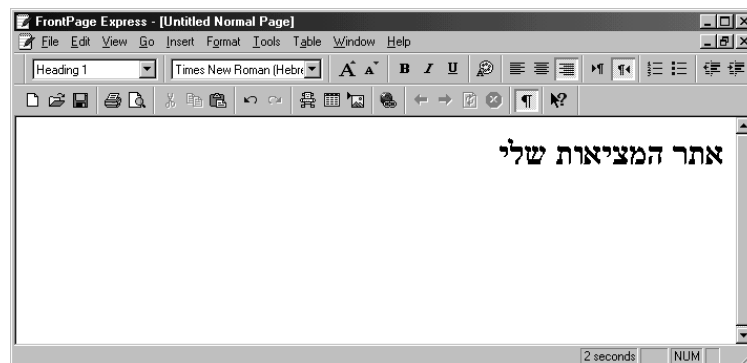 FrontPage Express - [Untitled Normal Page]
File Edit View Go Insert Format Tools Table Window Help
Heading 1 Times New Roman (Hebre A A B I U
אתר המציאות שלי
2 seconds NUM